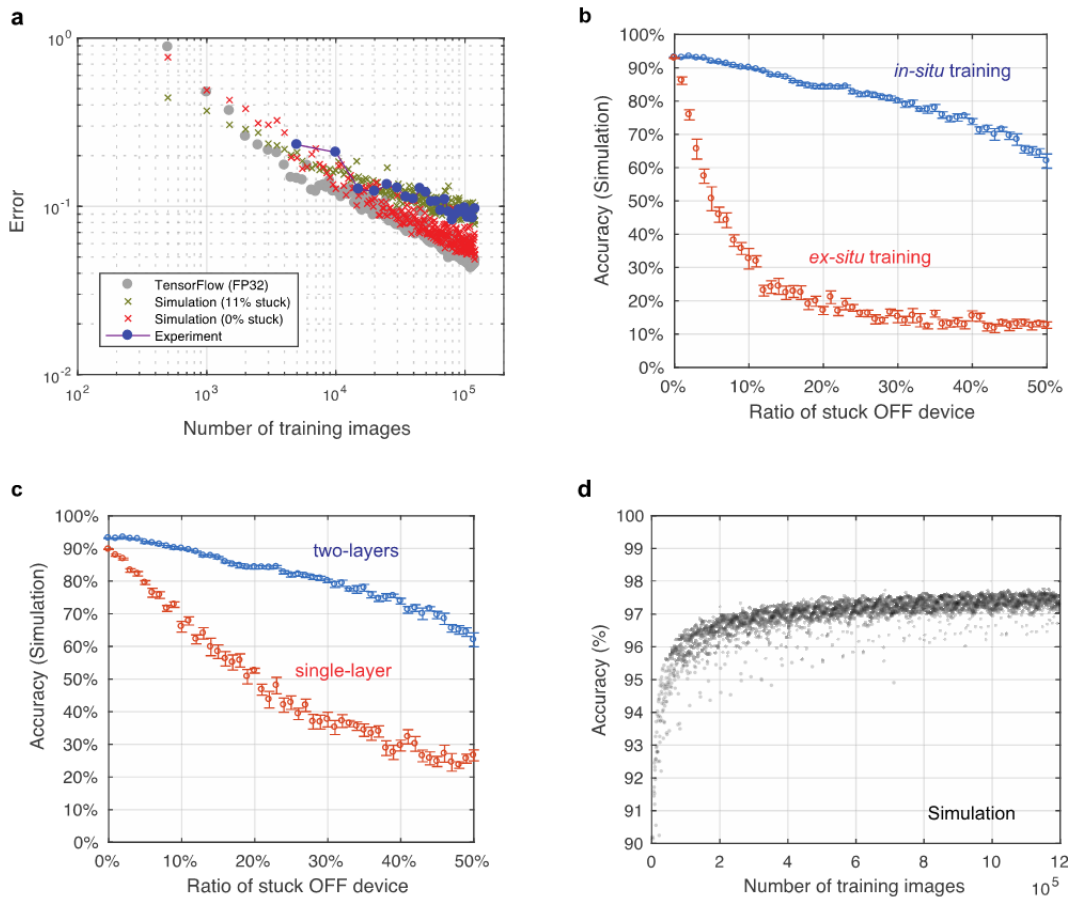 a
10^0
10^-1
10^-2
Error
TensorFlow (FP32)
Simulation (11% stuck)
Simulation (0% stuck)
Experiment
10^2
10^3
10^4
10^5
Number of training images
b
100%
90%
80%
70%
60%
50%
40%
30%
20%
10%
0%
Accuracy (Simulation)
in-situ training
ex-situ training
0%
10%
20%
30%
40%
50%
Ratio of stuck OFF device
c
100%
90%
80%
70%
60%
50%
40%
30%
20%
10%
0%
Accuracy (Simulation)
two-layers
single-layer
0%
10%
20%
30%
40%
50%
Ratio of stuck OFF device
d
100
99
98
97
96
95
94
93
92
91
90
Accuracy (%)
Simulation
0
2
4
6
8
10
12
Number of training images
10^5